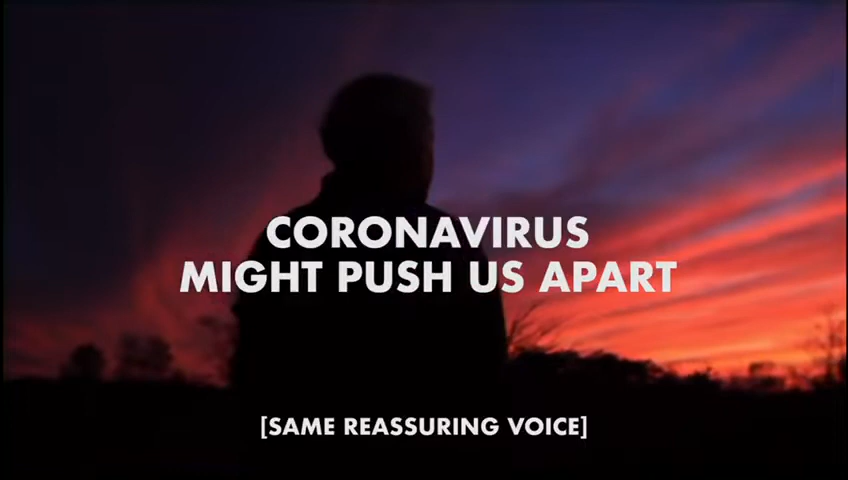 CORONAVIRUS
MIGHT PUSH US APART
[SAME REASSURING VOICE]